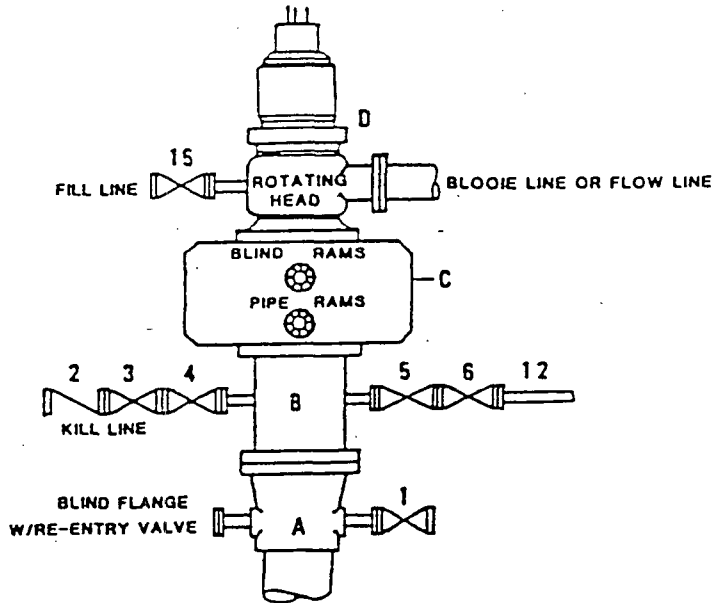 D
15
FILL LINE
ROTATING
HEAD
BLOOIE LINE OR FLOW LINE
BLIND RAMS
C
PIPE RAMS
2 3 4
5 6 12
B
KILL LINE
BLIND FLANGE
W/RE-ENTRY VALVE
1
A